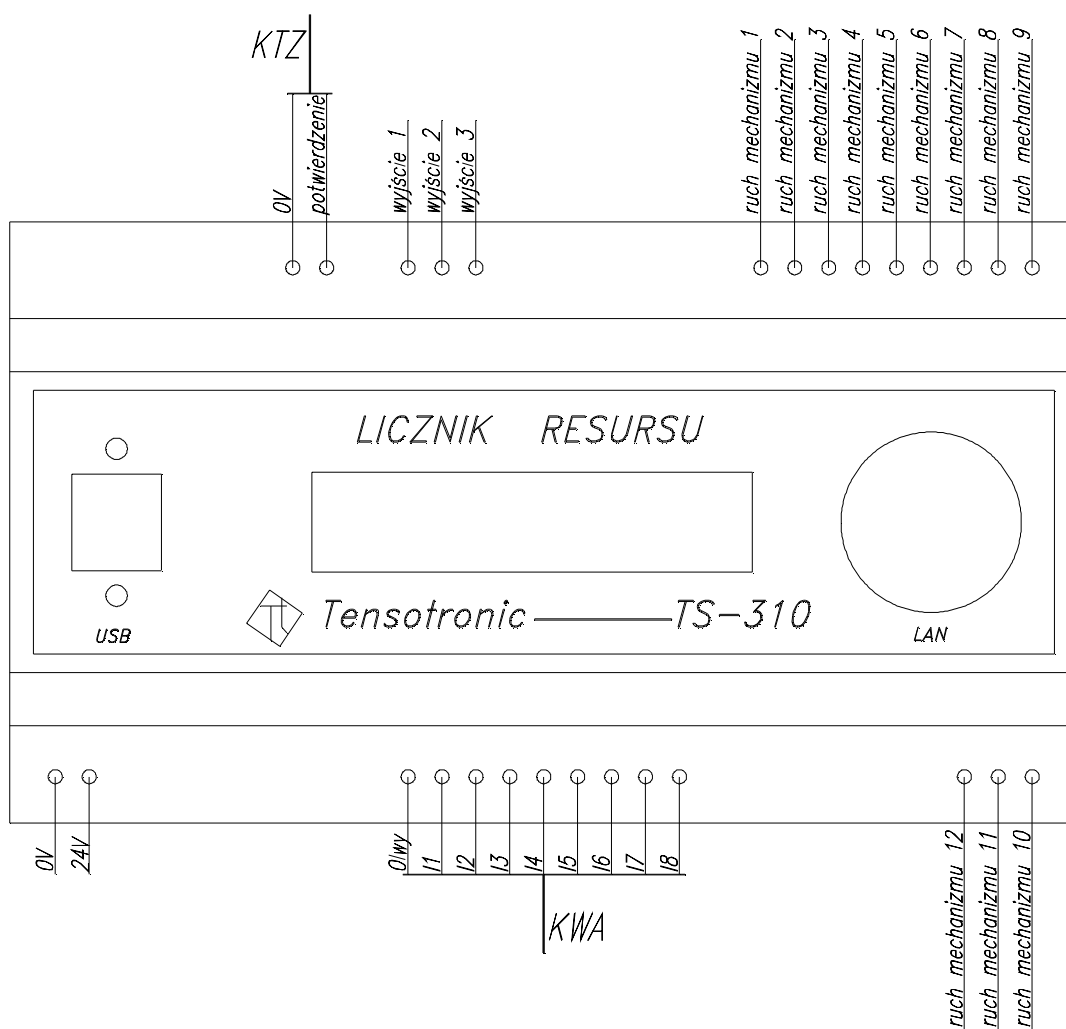 KTZ
0V
potwierdzenie
wyjście 1
wyjście 2
wyjście 3
ruch mechanizmu 1
ruch mechanizmu 2
ruch mechanizmu 3
ruch mechanizmu 4
ruch mechanizmu 5
ruch mechanizmu 6
ruch mechanizmu 7
ruch mechanizmu 8
ruch mechanizmu 9
LICZNIK RESURSU
USB
Tensotronic TS-310
LAN
0V
24V
0Iwy
I1
I2
I3
I4
I5
I6
I7
I8
KWA
ruch mechanizmu 12
ruch mechanizmu 11
ruch mechanizmu 10